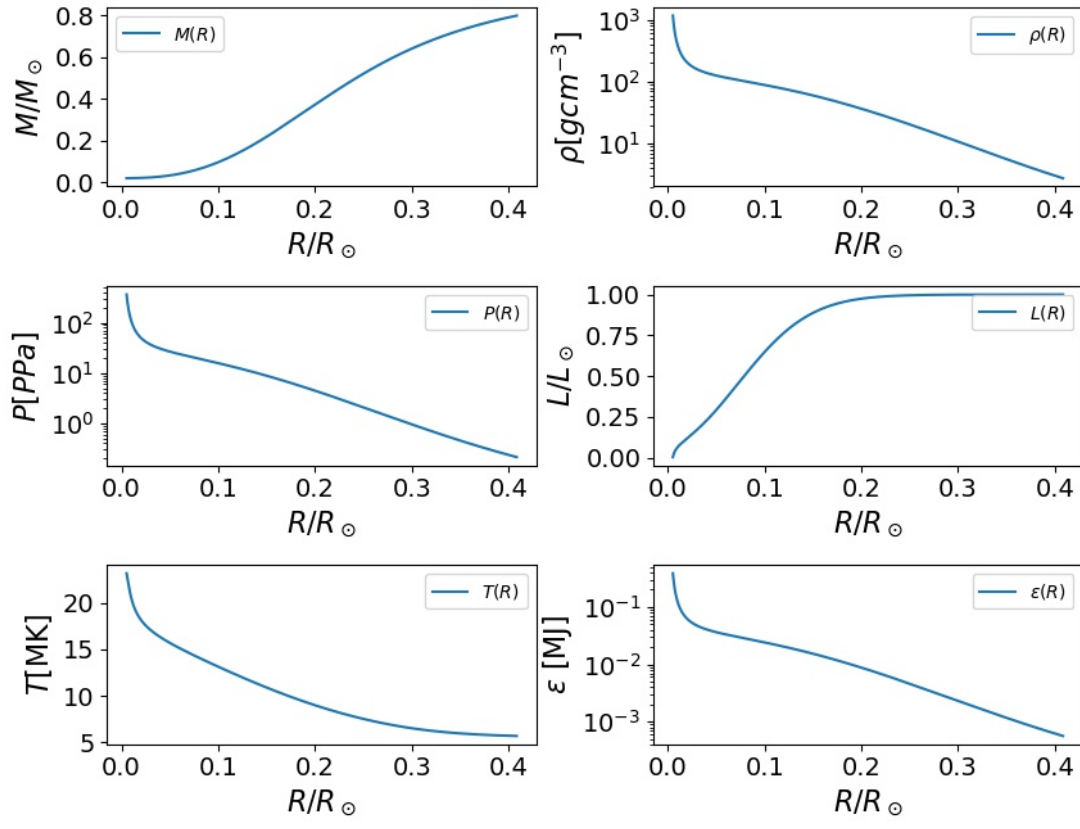 0.8
0.6
0.4
0.2
0.0
M/M⊙
M(R)
0.0 0.1 0.2 0.3 0.4
R/R⊙
10³
10²
10¹
ρ[gcm⁻³]
ρ(R)
0.0 0.1 0.2 0.3 0.4
R/R⊙
10²
10¹
10⁰
P[PPa]
P(R)
0.0 0.1 0.2 0.3 0.4
R/R⊙
1.00
0.75
0.50
0.25
0.00
L/L⊙
L(R)
0.0 0.1 0.2 0.3 0.4
R/R⊙
20
15
10
5
T[MK]
T(R)
0.0 0.1 0.2 0.3 0.4
R/R⊙
10⁻¹
10⁻²
10⁻³
ε [MJ]
ε(R)
0.0 0.1 0.2 0.3 0.4
R/R⊙